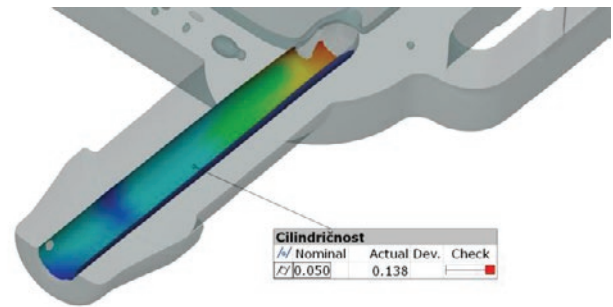 Cilindričnost
/○/ Nominal Actual Dev. Check
/○/ 0.050 0.138